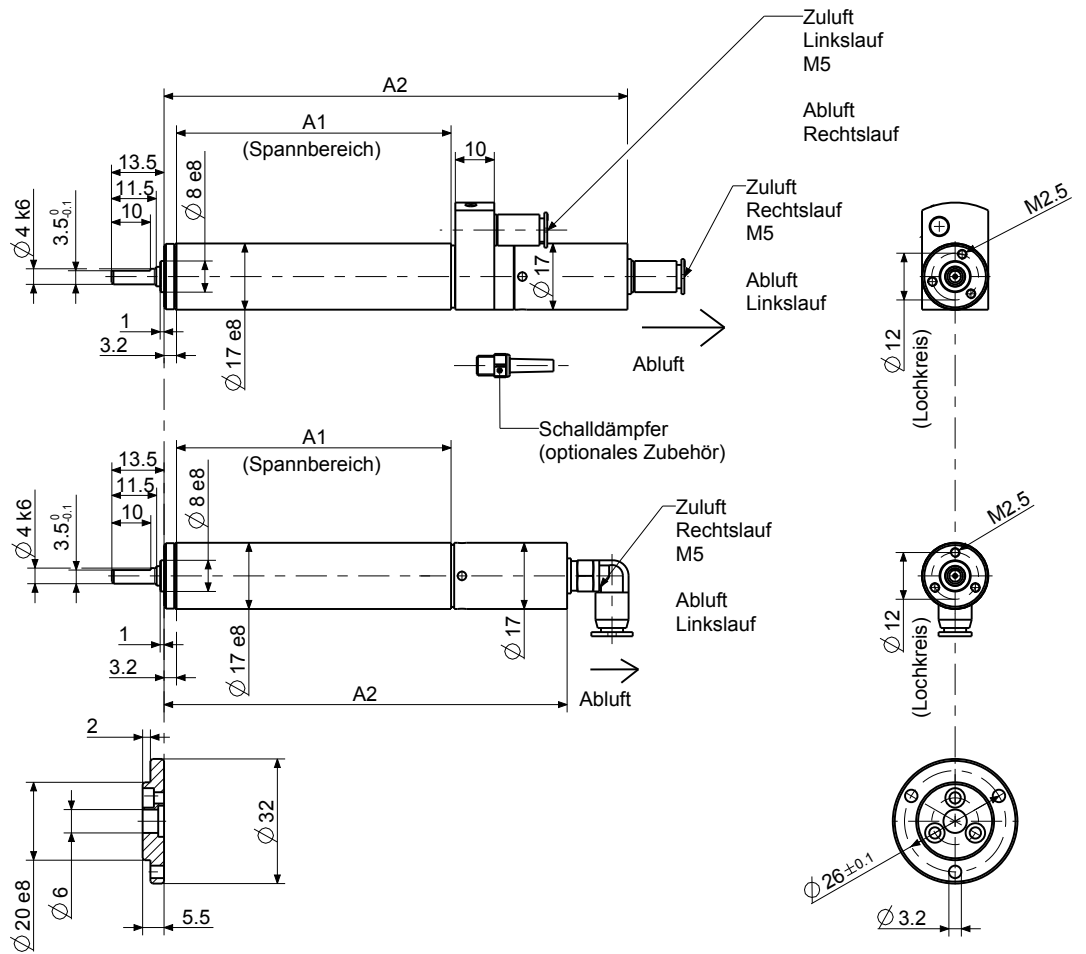 Zuluft
Linkslauf
M5
Abluft
Rechtslauf
A2
A1
(Spannbereich)
10
13.5
11.5
10
∅ 8 e8
∅ 4 k6
3.5 0 -0.1
Zuluft
Rechtslauf
M5
Abluft
Linkslauf
M2.5
∅ 17
1
3.2
∅ 17 e8
Abluft
∅ 12
(Lochkreis)
Schalldämpfer
(optionales Zubehör)
A1
(Spannbereich)
13.5
11.5
10
∅ 8 e8
∅ 4 k6
3.5 0 -0.1
Zuluft
Rechtslauf
M5
Abluft
Linkslauf
M2.5
1
3.2
∅ 17 e8
∅ 17
A2
Abluft
∅ 12
(Lochkreis)
2
∅ 32
∅ 20 e8
∅ 6
5.5
∅ 26 ±0.1
∅ 3.2